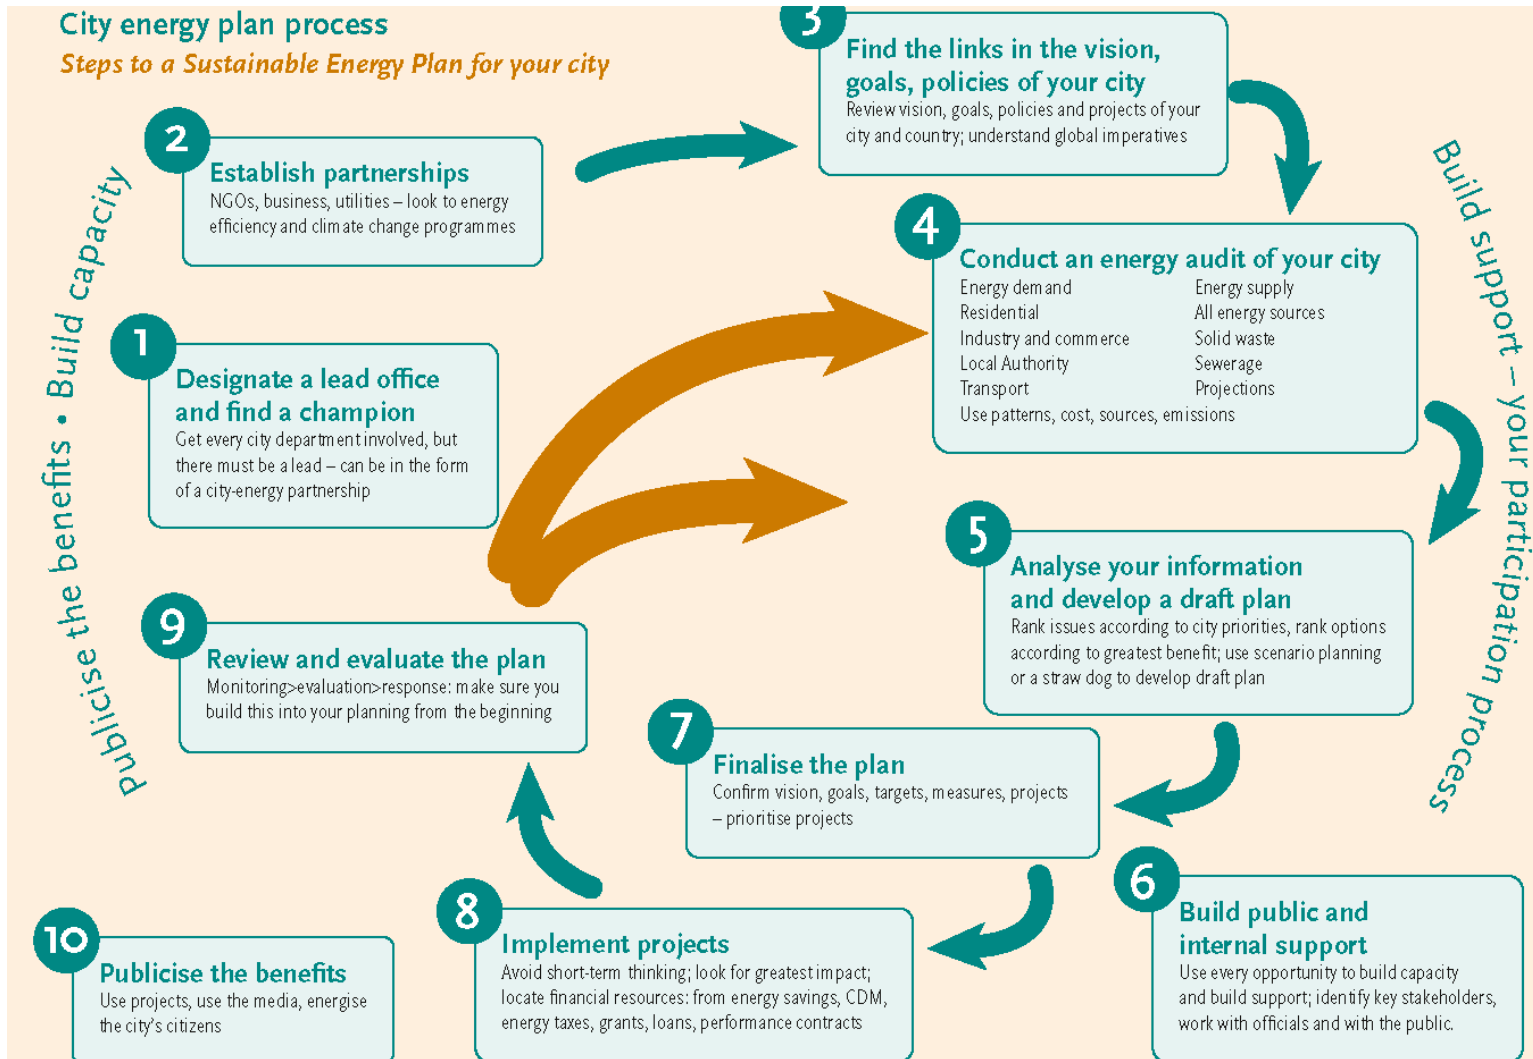 City energy plan process
Steps to a Sustainable Energy Plan for your city
1
Designate a lead office
and find a champion
Get every city department involved, but
there must be a lead – can be in the form
of a city-energy partnership
2
Establish partnerships
NGOs, business, utilities – look to energy
efficiency and climate change programmes
3
Find the links in the vision,
goals, policies of your city
Review vision, goals, policies and projects of your
city and country; understand global imperatives
4
Conduct an energy audit of your city
Energy demand
Residential
Industry and commerce
Local Authority
Transport
Energy supply
All energy sources
Solid waste
Sewerage
Projections
Use patterns, cost, sources, emissions
5
Analyse your information
and develop a draft plan
Rank issues according to city priorities, rank options
according to greatest benefit; use scenario planning
or a straw dog to develop draft plan
6
Build public and
internal support
Use every opportunity to build capacity
and build support; identify key stakeholders,
work with officials and with the public.
7
Finalise the plan
Confirm vision, goals, targets, measures, projects
– prioritise projects
8
Implement projects
Avoid short-term thinking; look for greatest impact;
locate financial resources: from energy savings, CDM,
energy taxes, grants, loans, performance contracts
9
Review and evaluate the plan
Monitoring>evaluation>response: make sure you
build this into your planning from the beginning
10
Publicise the benefits
Use projects, use the media, energise
the city's citizens
Publicise the benefits • Build capacity
Build support – your participation process